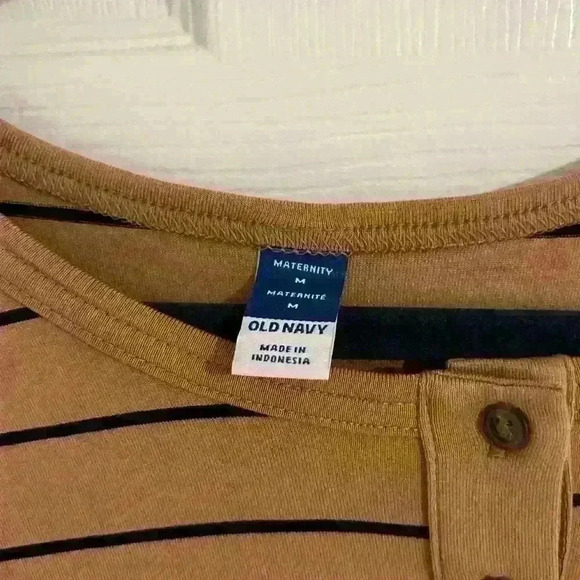 MATERNITY
M
MATERNITÉ
M
OLD NAVY
MADE IN
INDONESIA